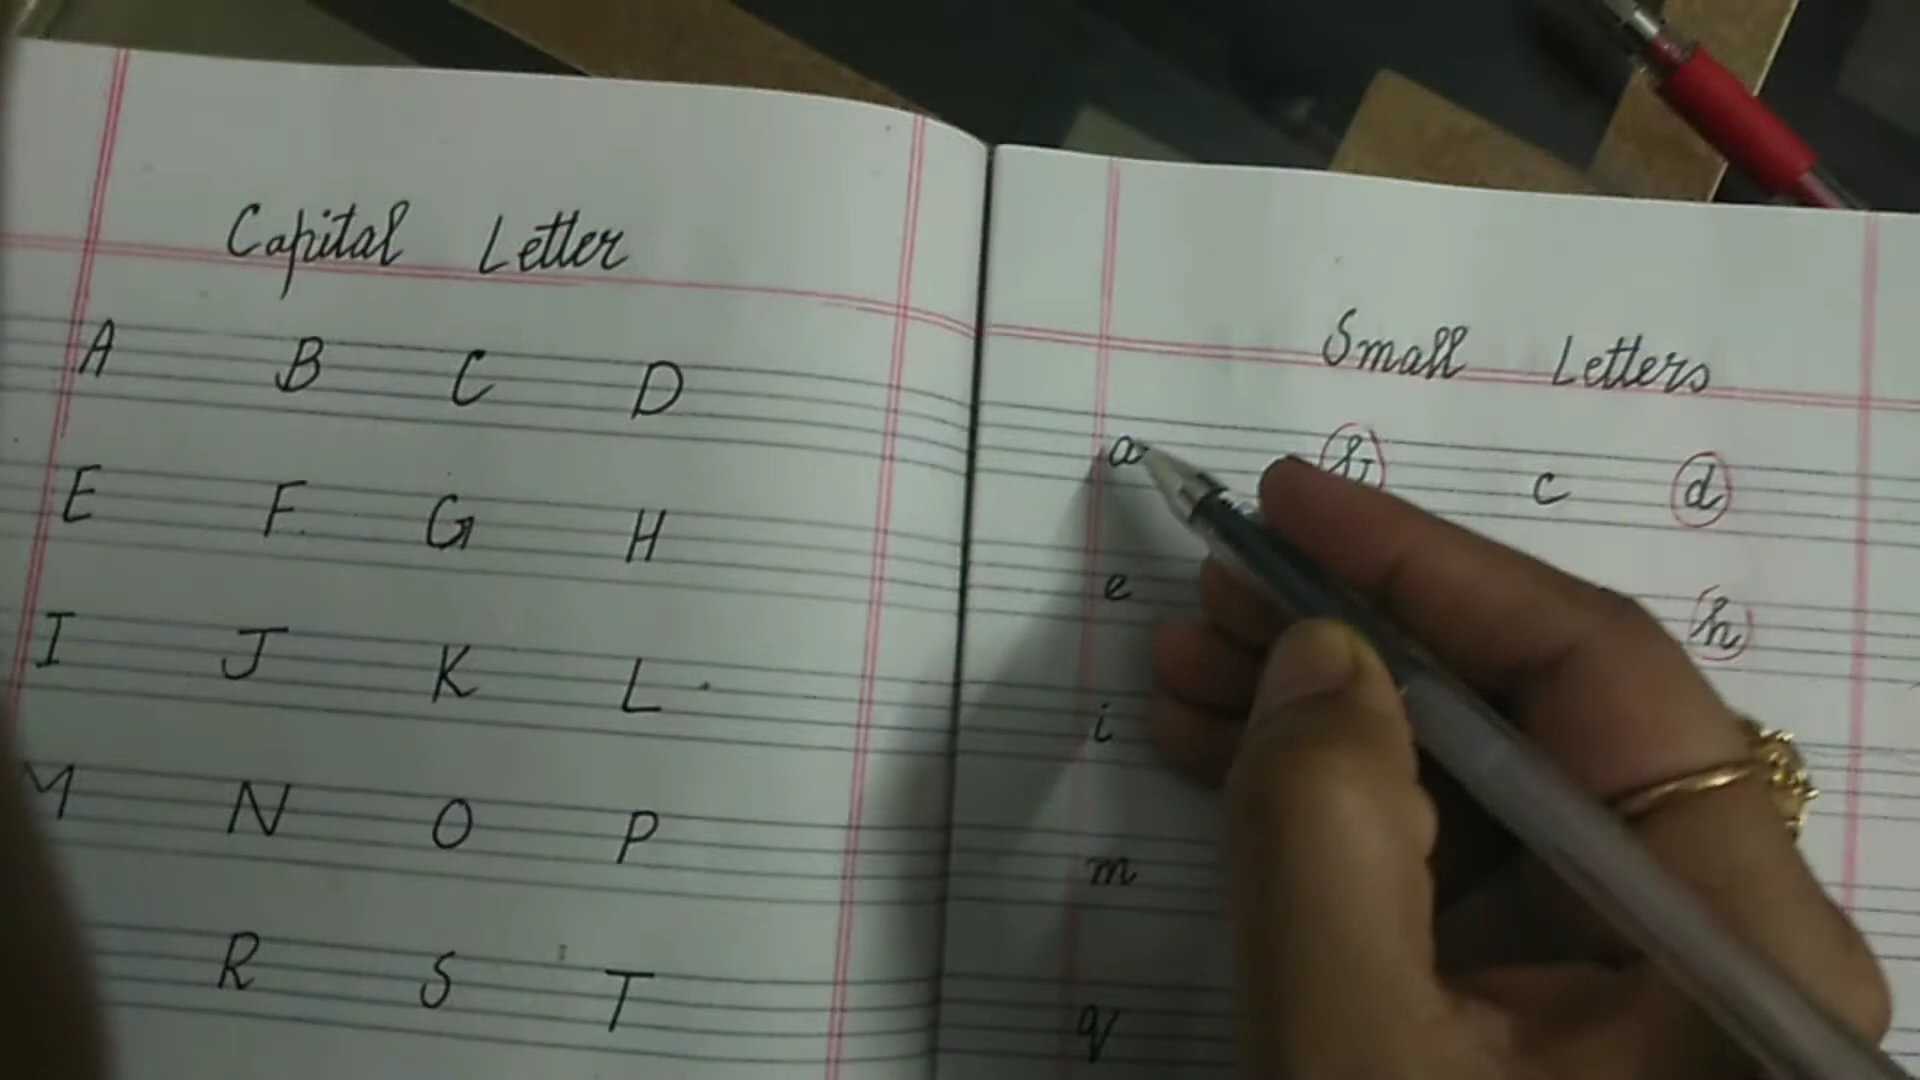 Capital Letter
A B C D
E F G H
I J K L
M N O P
R S T
Small Letters
a b c d
e h
i
m
q